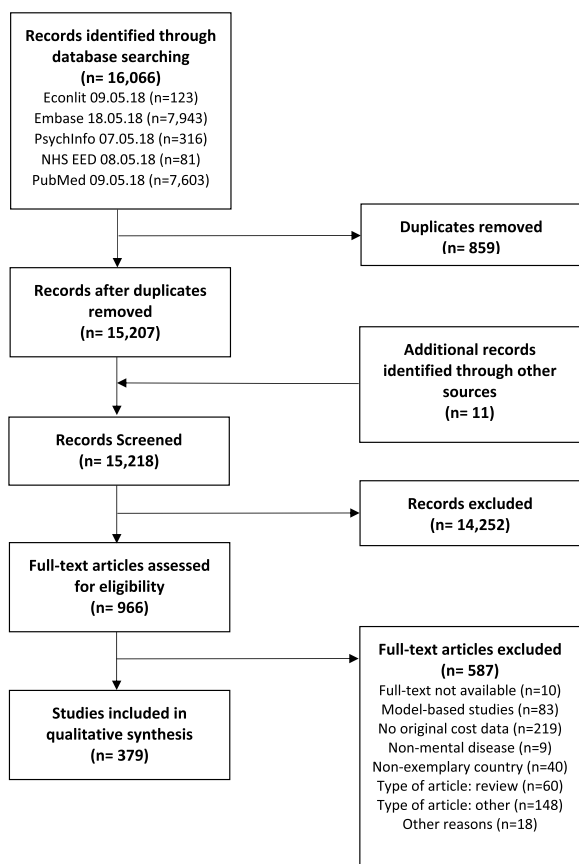 Records identified through
database searching
(n= 16,066)
Econlit 09.05.18 (n=123)
Embase 18.05.18 (n=7,943)
PsychInfo 07.05.18 (n=316)
NHS EED 08.05.18 (n=81)
PubMed 09.05.18 (n=7,603)
Duplicates removed
(n= 859)
Records after duplicates
removed
(n= 15,207)
Additional records
identified through other
sources
(n= 11)
Records Screened
(n= 15,218)
Records excluded
(n= 14,252)
Full-text articles assessed
for eligibility
(n= 966)
Full-text articles excluded
(n= 587)
Full-text not available (n=10)
Model-based studies (n=83)
No original cost data (n=219)
Non-mental disease (n=9)
Non-exemplary country (n=40)
Type of article: review (n=60)
Type of article: other (n=148)
Other reasons (n=18)
Studies included in
qualitative synthesis
(n= 379)